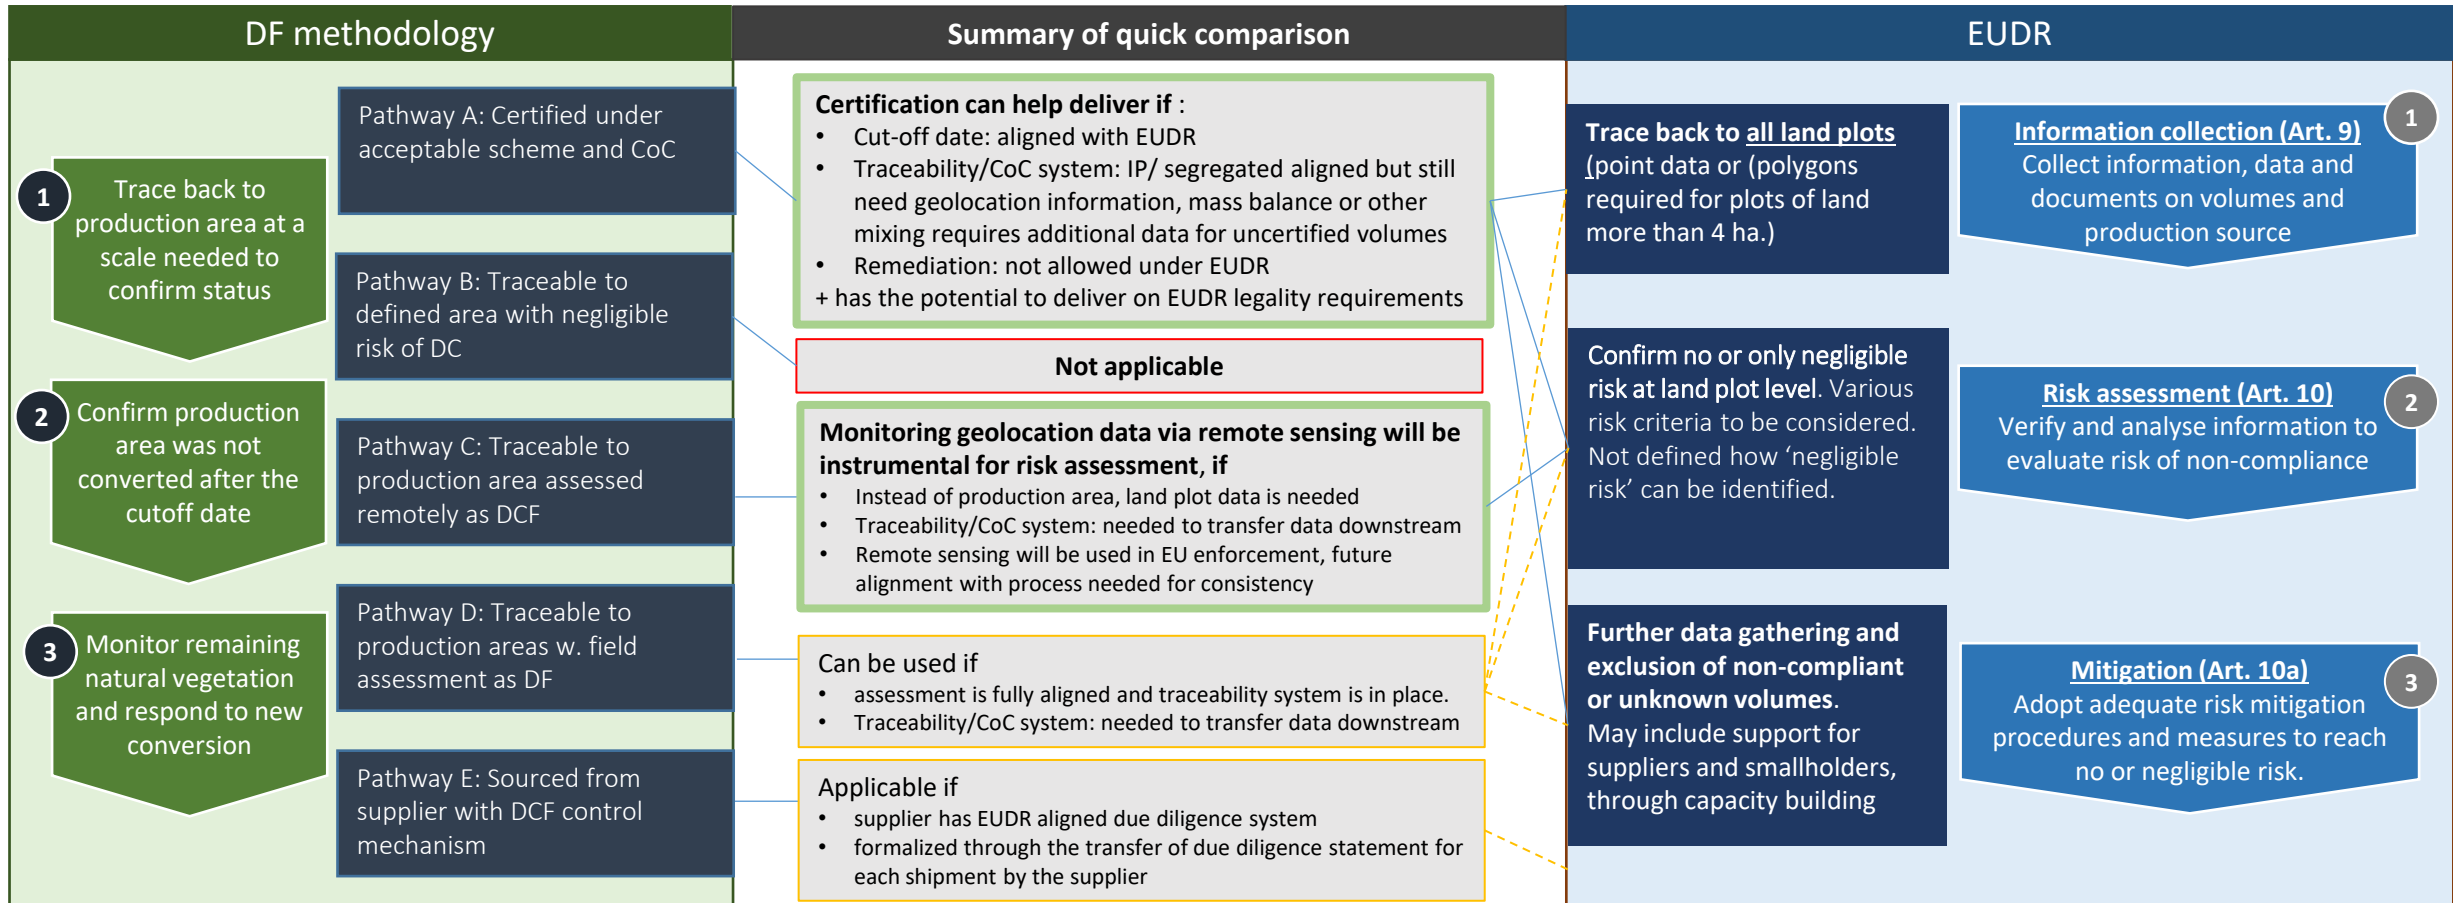 DF methodology
Summary of quick comparison
EUDR
1
Trace back to
production area at a
scale needed to
confirm status
2
Confirm production
area was not
converted after the
cutoff date
3
Monitor remaining
natural vegetation
and respond to new
conversion
Pathway A: Certified under
acceptable scheme and CoC
Pathway B: Traceable to
defined area with negligible
risk of DC
Pathway C: Traceable to
production area assessed
remotely as DCF
Pathway D: Traceable to
production areas w. field
assessment as DF
Pathway E: Sourced from
supplier with DCF control
mechanism
Certification can help deliver if :
• Cut-off date: aligned with EUDR
• Traceability/CoC system: IP/ segregated aligned but still
need geolocation information, mass balance or other
mixing requires additional data for uncertified volumes
• Remediation: not allowed under EUDR
+ has the potential to deliver on EUDR legality requirements
Not applicable
Monitoring geolocation data via remote sensing will be
instrumental for risk assessment, if
• Instead of production area, land plot data is needed
• Traceability/CoC system: needed to transfer data downstream
• Remote sensing will be used in EU enforcement, future
alignment with process needed for consistency
Can be used if
• assessment is fully aligned and traceability system is in place.
• Traceability/CoC system: needed to transfer data downstream
Applicable if
• supplier has EUDR aligned due diligence system
• formalized through the transfer of due diligence statement for
each shipment by the supplier
Trace back to all land plots
(point data or (polygons
required for plots of land
more than 4 ha.)
Confirm no or only negligible
risk at land plot level. Various
risk criteria to be considered.
Not defined how ‘negligible
risk’ can be identified.
Further data gathering and
exclusion of non-compliant
or unknown volumes.
May include support for
suppliers and smallholders,
through capacity building
1
Information collection (Art. 9)
Collect information, data and
documents on volumes and
production source
2
Risk assessment (Art. 10)
Verify and analyse information to
evaluate risk of non-compliance
3
Mitigation (Art. 10a)
Adopt adequate risk mitigation
procedures and measures to reach
no or negligible risk.